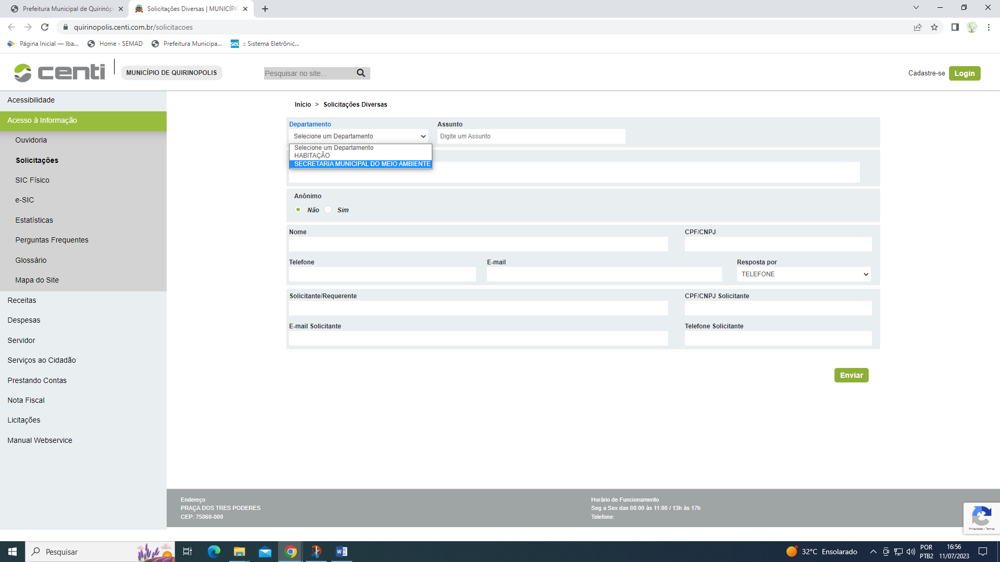 Prefeitura Municipal de Quirinóp
Solicitações Diversas | MUNICÍPIO
quirinopolis.centi.com.br/solicitacoes
Página Inicial — Iba...
Home - SEMAD
Prefeitura Municipa...
sei.
:: Sistema Eletrônic...
centi
MUNICÍPIO DE QUIRINOPOLIS
Pesquisar no site...
Cadastre-se
Login
Acessibilidade
Acesso à Informação
Ouvidoria
Solicitações
SIC Físico
e-SIC
Estatísticas
Perguntas Frequentes
Glossário
Mapa do Site
Receitas
Despesas
Servidor
Serviços ao Cidadão
Prestando Contas
Nota Fiscal
Licitações
Manual Webservice
Início > Solicitações Diversas
Departamento
Assunto
Selecione um Departamento
Digite um Assunto
Selecione um Departamento
HABITAÇÃO
SECRETARIA MUNICIPAL DO MEIO AMBIENTE
Anônimo
Não
Sim
Nome
CPF/CNPJ
Telefone
E-mail
Resposta por
TELEFONE
Solicitante/Requerente
CPF/CNPJ Solicitante
E-mail Solicitante
Telefone Solicitante
Enviar
Endereço
PRAÇA DOS TRES PODERES
CEP: 75860-000
Horário de Funcionamento
Seg a Sex das 08:00 às 11:00 / 13h às 17h
Telefone:
Privacidade - Termos
Pesquisar
32°C Ensolarado
POR
PTB2
16:56
11/07/2023